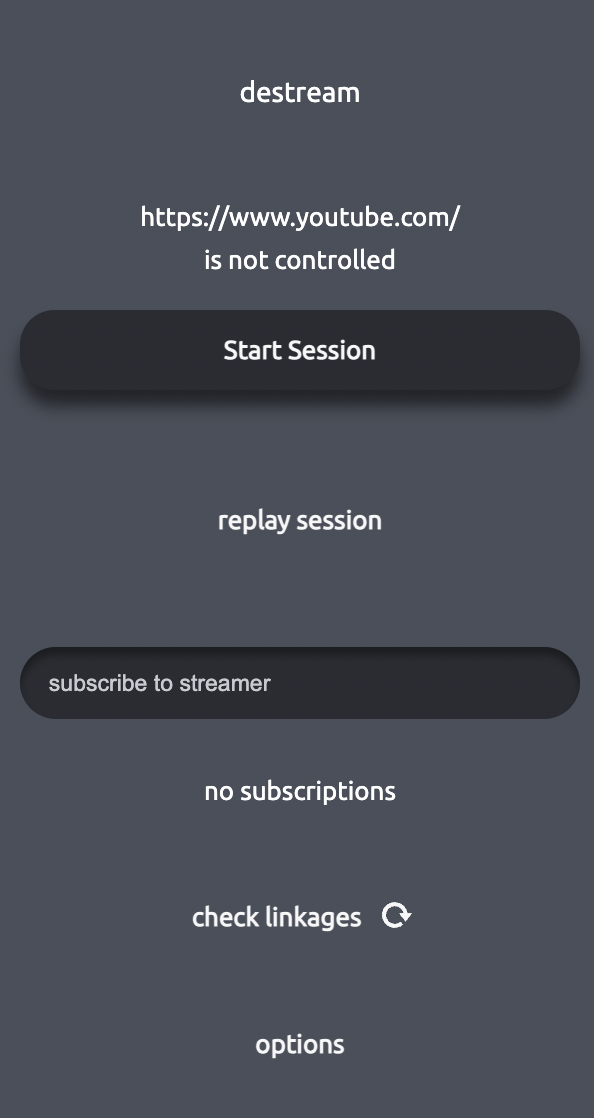 destream
https://www.youtube.com/
is not controlled
Start Session
replay session
subscribe to streamer
no subscriptions
check linkages
options